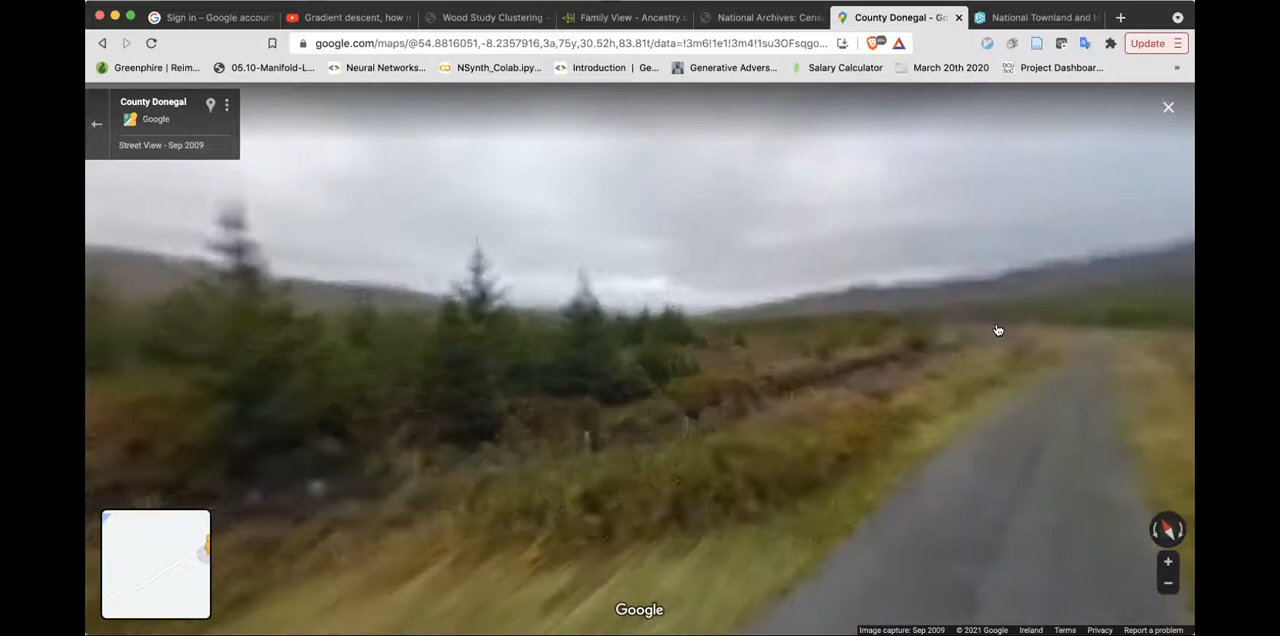 Sign in – Google accoun
Gradient descent, how n
Wood Study Clustering -
Family View - Ancestry.c
National Archives: Censu
County Donegal - Go
National Townland and H
google.com/maps/@54.8816051,-8.2357916,3a,75y,30.52h,83.81t/data=!3m6!1e1!3m4!1su3OFsqgo...
99+
Update
Greenphire | Reim...
05.10-Manifold-L...
Neural Networks...
NSynth_Colab.ipy...
Introduction | Ge...
Generative Advers...
Salary Calculator
March 20th 2020
Project Dashboar...
»
County Donegal
Google
Street View - Sep 2009
Google
Image capture: Sep 2009 © 2021 Google Ireland Terms Privacy Report a problem